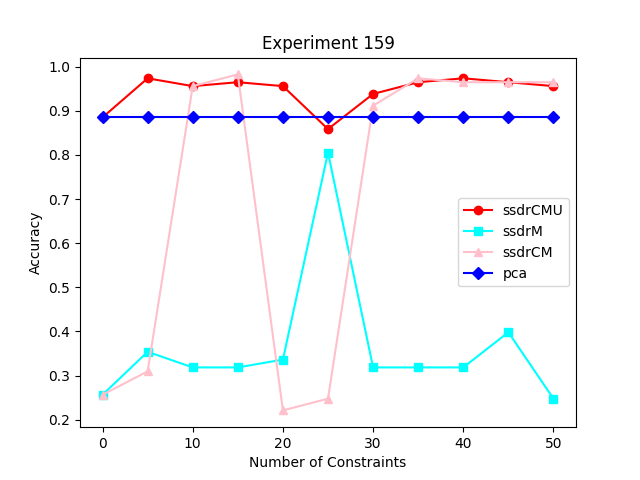 Experiment 159
Accuracy
1.0
0.9
0.8
0.7
0.6
0.5
0.4
0.3
0.2
ssdrCMU
ssdrM
ssdrCM
pca
0 10 20 30 40 50
Number of Constraints